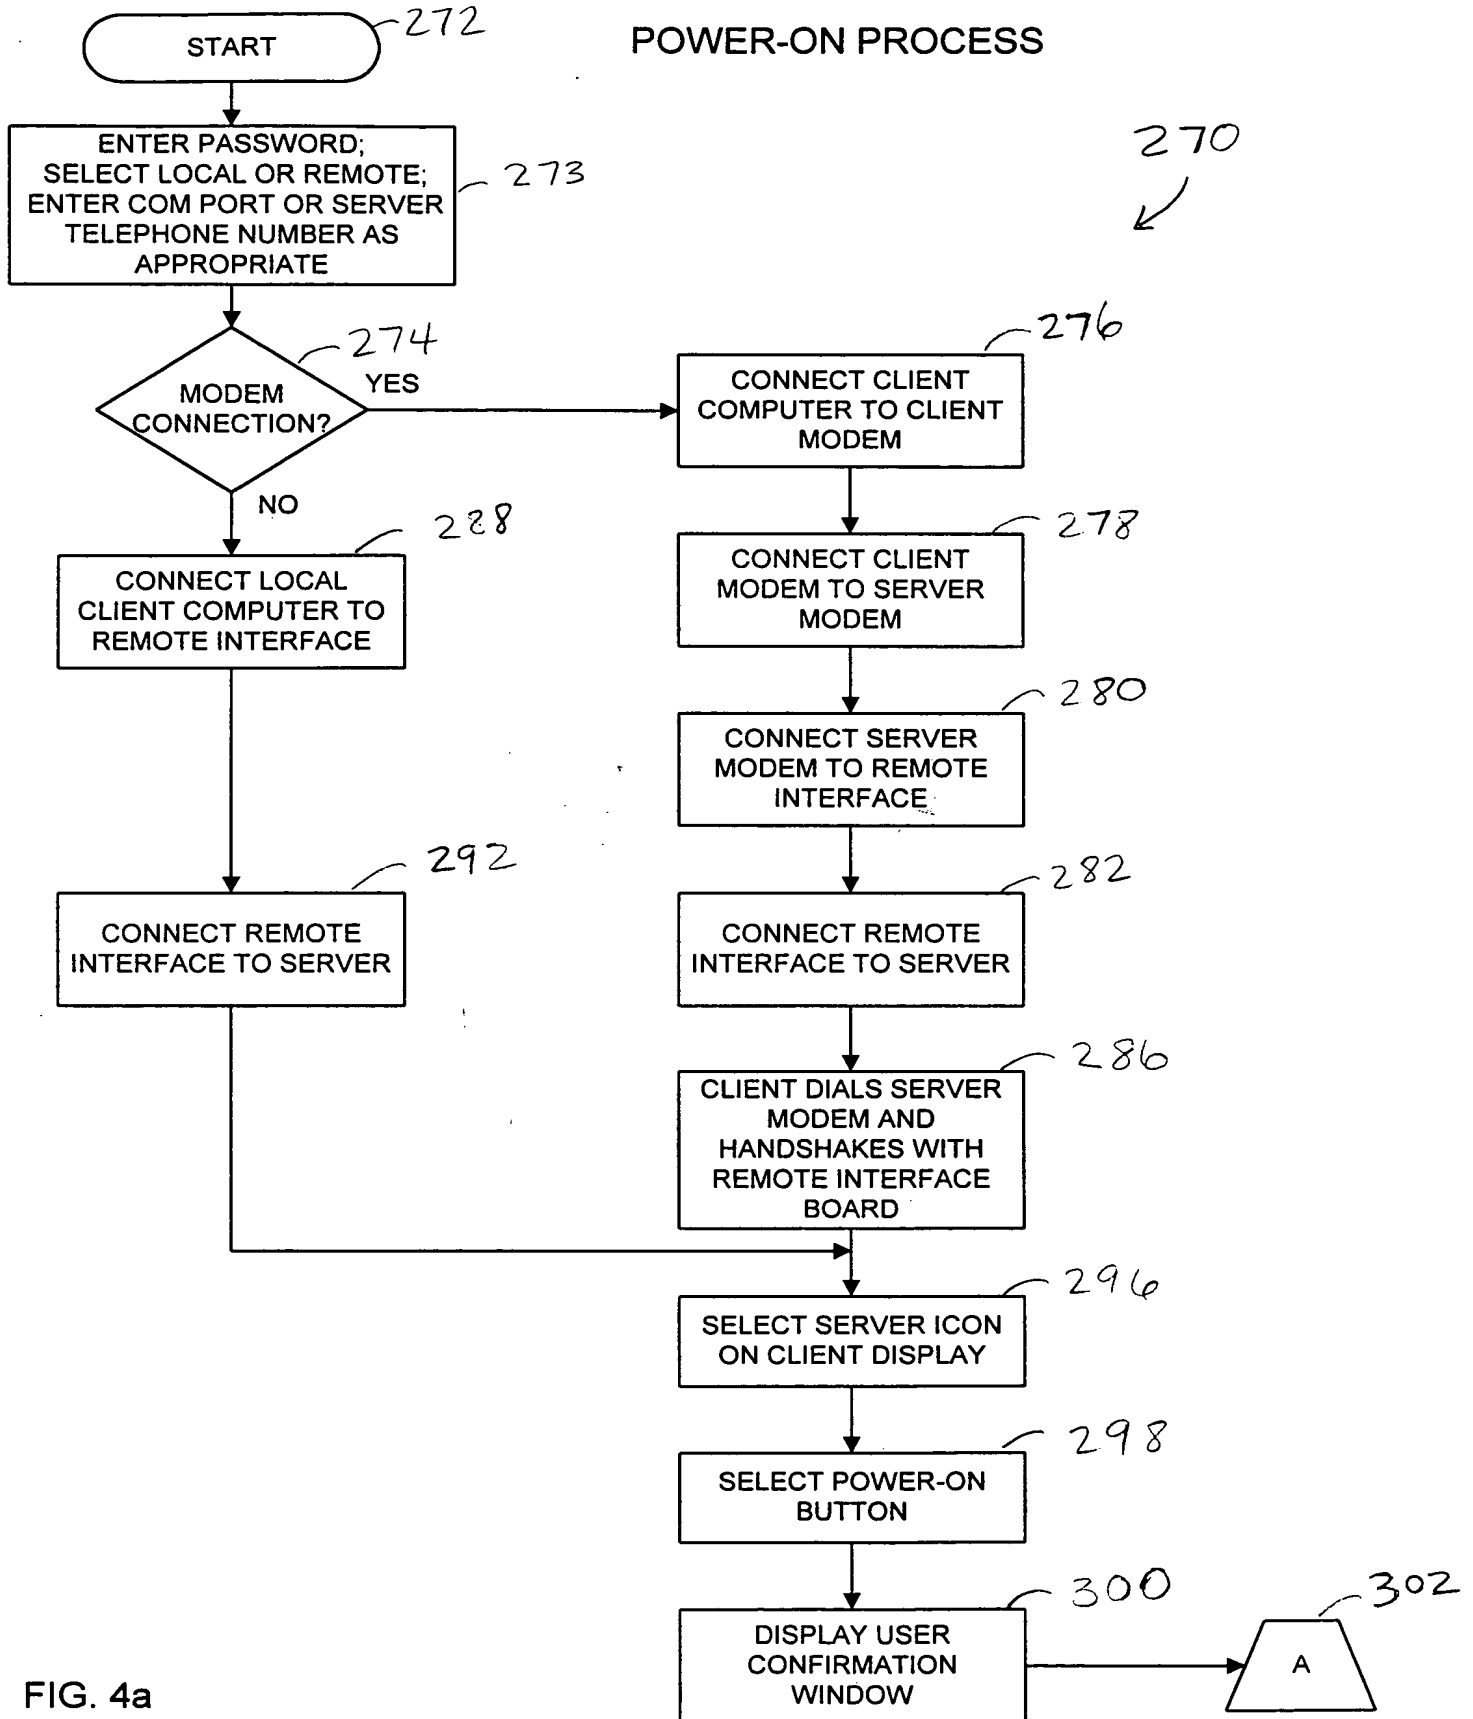 START
272
POWER-ON PROCESS
ENTER PASSWORD;
SELECT LOCAL OR REMOTE;
ENTER COM PORT OR SERVER
TELEPHONE NUMBER AS
APPROPRIATE
273
270
274
MODEM
CONNECTION?
YES
NO
276
CONNECT CLIENT
COMPUTER TO CLIENT
MODEM
288
CONNECT LOCAL
CLIENT COMPUTER TO
REMOTE INTERFACE
278
CONNECT CLIENT
MODEM TO SERVER
MODEM
280
CONNECT SERVER
MODEM TO REMOTE
INTERFACE
292
CONNECT REMOTE
INTERFACE TO SERVER
282
CONNECT REMOTE
INTERFACE TO SERVER
286
CLIENT DIALS SERVER
MODEM AND
HANDSHAKES WITH
REMOTE INTERFACE
BOARD
296
SELECT SERVER ICON
ON CLIENT DISPLAY
298
SELECT POWER-ON
BUTTON
300
DISPLAY USER
CONFIRMATION
WINDOW
302
A
FIG. 4a